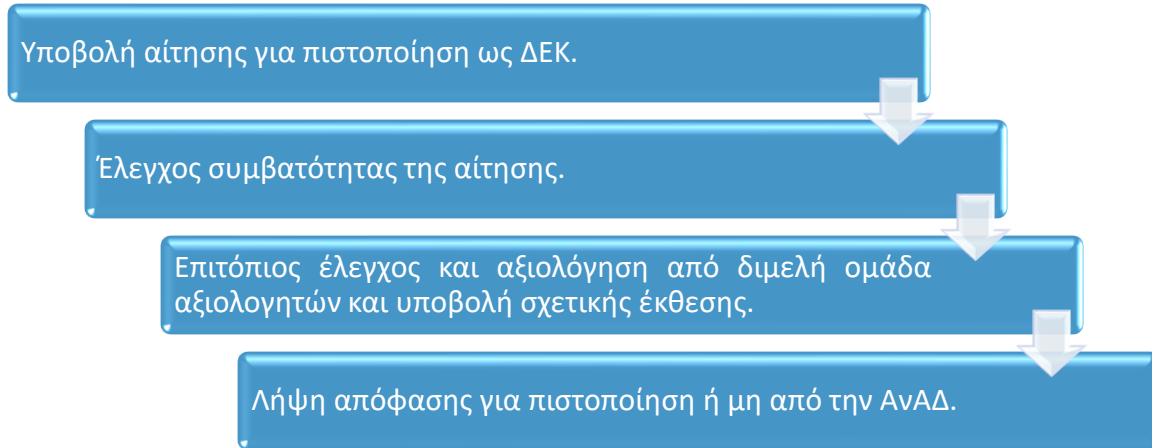 Υποβολή αίτησης για πιστοποίηση ως ΔΕΚ.
Έλεγχος συμβατότητας της αίτησης.
Επιτόπιος έλεγχος και αξιολόγηση από διμελή ομάδα
αξιολογητών και υποβολή σχετικής έκθεσης.
Λήψη απόφασης για πιστοποίηση ή μη από την ΑνΑΔ.